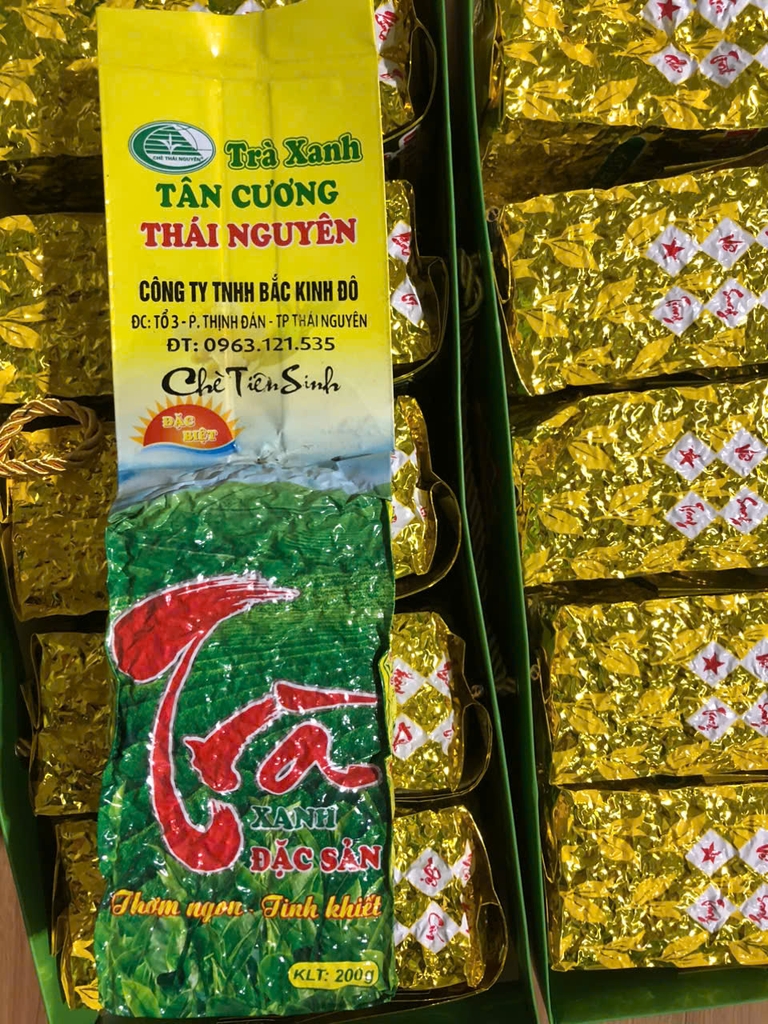 CHÈ THÁI NGUYÊN
Trà Xanh
TÂN CƯƠNG
THÁI NGUYÊN
CÔNG TY TNHH BẮC KINH ĐÔ
ĐC: TỔ 3 - P. THỊNH ĐÁN - TP THÁI NGUYÊN
ĐT: 0963.121.535
Chè Tiên Sinh
ĐẶC
BIỆT
Trà
XANH
ĐẶC SẢN
Thơm ngon - Tinh khiết
KLT: 200g